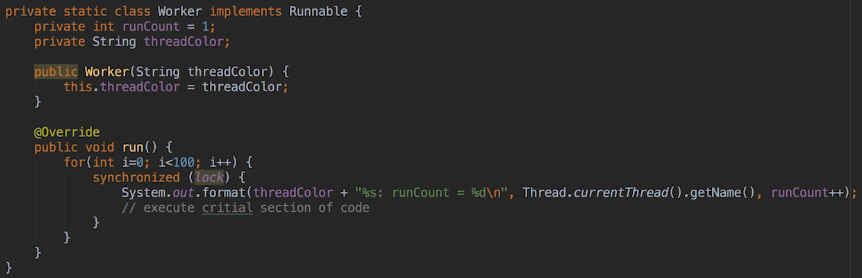 private static class Worker implements Runnable {
private int runCount = 1;
private String threadColor;
public Worker(String threadColor) {
this.threadColor = threadColor;
}
@Override
public void run() {
for(int i=0; i<100; i++) {
synchronized (lock) {
System.out.format(threadColor + "%s: runCount = %d\n", Thread.currentThread().getName(), runCount++);
// execute critial section of code
}
}
}
}